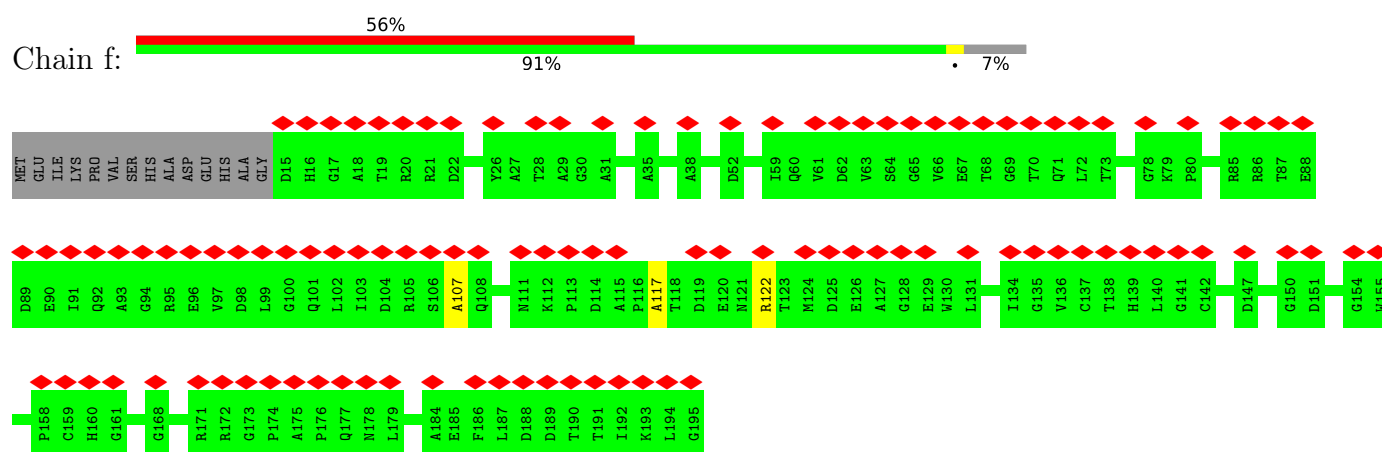 56%
Chain f:
91% • 7%
MET GLU ILE LYS PRO VAL SER HIS ALA ASP GLU HIS ALA GLY D15 H16 G17 A18 T19 R20 R21 D22 Y26 A27 T28 A29 G30 A31 A35 A38 D52 I59 Q60 V61 D62 V63 S64 G65 V66 E67 T68 G69 T70 Q71 L72 T73 G78 K79 P80 R85 R86 T87 E88
D89 E90 I91 Q92 A93 G94 R95 E96 V97 D98 L99 G100 Q101 L102 I103 D104 R105 S106 A107 Q108 N111 K112 P113 D114 A115 P116 A117 T118 D119 E120 N121 R122 T123 M124 D125 E126 A127 G128 E129 W130 L131 I134 G135 V136 C137 T138 H139 L140 G141 C142 D147 G150 D151 G154 W155
P158 C159 H160 G161 G168 R171 R172 G173 P174 A175 P176 Q177 N178 L179 A184 E185 F186 L187 D188 D189 T190 T191 I192 K193 L194 G195